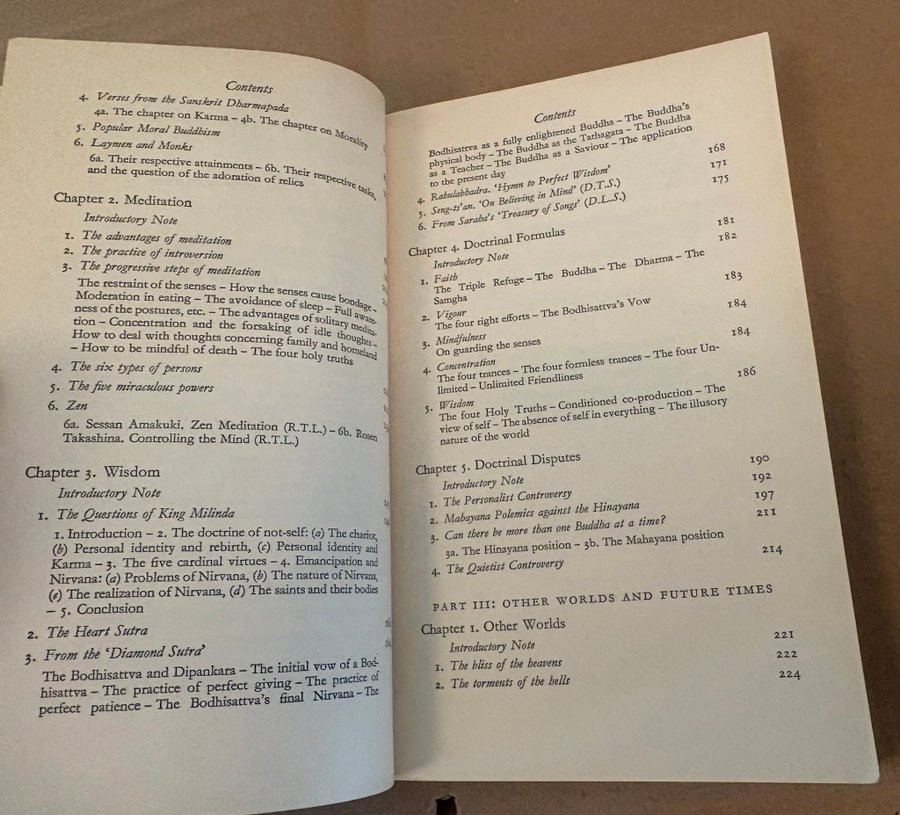 Contents
4. Verses from the Sanskrit Dharmapada
4a. The chapter on Karma – 4b. The chapter on Morality
5. Popular Moral Buddhism
6. Laymen and Monks
6a. Their respective attainments – 6b. Their respective tasks,
and the question of the adoration of relics
Chapter 2. Meditation
Introductory Note
1. The advantages of meditation
2. The practice of introversion
3. The progressive steps of meditation
The restraint of the senses – How the senses cause bondage –
Moderation in eating – The avoidance of sleep – Full aware-
ness of the postures, etc. – The advantages of solitary medita-
tion – Concentration and the forsaking of idle thoughts –
How to deal with thoughts concerning family and homeland
– How to be mindful of death – The four holy truths
4. The six types of persons
5. The five miraculous powers
6. Zen
6a. Sessan Amakuki. Zen Meditation (R.T.L.) – 6b. Rosen
Takashina. Controlling the Mind (R.T.L.)
Chapter 3. Wisdom
Introductory Note
1. The Questions of King Milinda
1. Introduction – 2. The doctrine of not-self: (a) The chariot,
(b) Personal identity and rebirth, (c) Personal identity and
Karma – 3. The five cardinal virtues – 4. Emancipation and
Nirvana: (a) Problems of Nirvana, (b) The nature of Nirvana,
(c) The realization of Nirvana, (d) The saints and their bodies
– 5. Conclusion
2. The Heart Sutra
3. From the 'Diamond Sutra'
The Bodhisattva and Dipankara – The initial vow of a Bod-
hisattva – The practice of perfect giving – The practice of
perfect patience – The Bodhisattva's final Nirvana – The
Contents
Bodhisattva as a fully enlightened Buddha – The Buddha's
physical body – The Buddha as the Tathagata – The Buddha
as a Teacher – The Buddha as a Saviour – The application
to the present day
4. Rahulabhadra. 'Hymn to Perfect Wisdom' 168
5. Seng-ts'an. 'On Believing in Mind' (D.T.S.) 171
6. From Saraha's 'Treasury of Songs' (D.L.S.) 175
Chapter 4. Doctrinal Formulas
Introductory Note 181
1. Faith 182
The Triple Refuge – The Buddha – The Dharma – The
Samgha
2. Vigour 183
The four right efforts – The Bodhisattva's Vow
3. Mindfulness 184
On guarding the senses
4. Concentration 184
The four trances – The four formless trances – The four Un-
limited – Unlimited Friendliness
5. Wisdom 186
The four Holy Truths – Conditioned co-production – The
view of self – The absence of self in everything – The illusory
nature of the world
Chapter 5. Doctrinal Disputes
Introductory Note 190
1. The Personalist Controversy 192
2. Mahayana Polemics against the Hinayana 197
3. Can there be more than one Buddha at a time? 211
3a. The Hinayana position – 3b. The Mahayana position
4. The Quietist Controversy 214
PART III: OTHER WORLDS AND FUTURE TIMES
Chapter 1. Other Worlds
Introductory Note 221
1. The bliss of the heavens 222
2. The torments of the hells 224